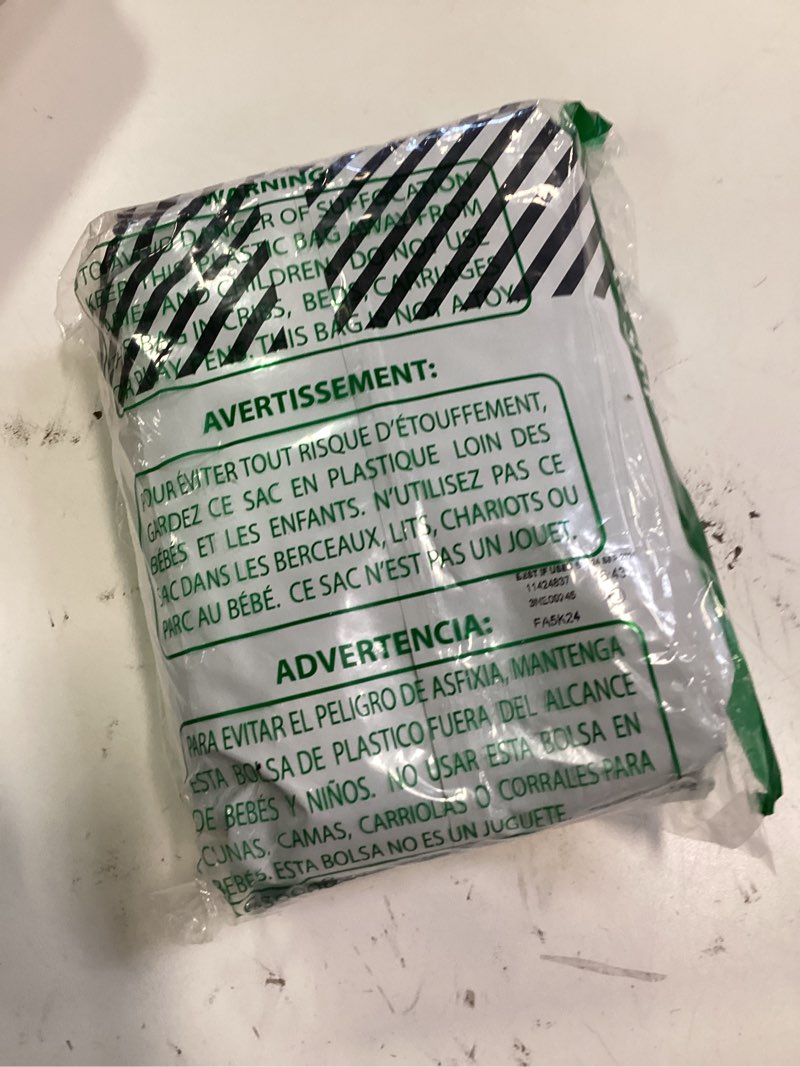 WARNING
TO AVOID DANGER OF SUFFOCATION
KEEP THIS PLASTIC BAG AWAY FROM
AND CHILDREN. DO NOT USE
BAG IN CRIBS, BEDS, CARRIAGES
THIS BAG IS NOT A TOY.
AVERTISSEMENT:
POUR ÉVITER TOUT RISQUE D'ÉTOUFFEMENT,
GARDEZ CE SAC EN PLASTIQUE LOIN DES
BÉBÉS ET LES ENFANTS. N'UTILISEZ PAS CE
SAC DANS LES BERCEAUX, LITS, CHARIOTS OU
PARC AU BÉBÉ. CE SAC N'EST PAS UN JOUET.
BEST IF USED
11424837
FA5K24
ADVERTENCIA:
PARA EVITAR EL PELIGRO DE ASFIXIA, MANTENGA
ESTA BOLSA DE PLASTICO FUERA DEL ALCANCE
DE BEBÉS Y NIÑOS. NO USAR ESTA BOLSA EN
CUNAS, CAMAS, CARRIOLAS O CORRALES PARA
BEBÉS. ESTA BOLSA NO ES UN JUGUETE